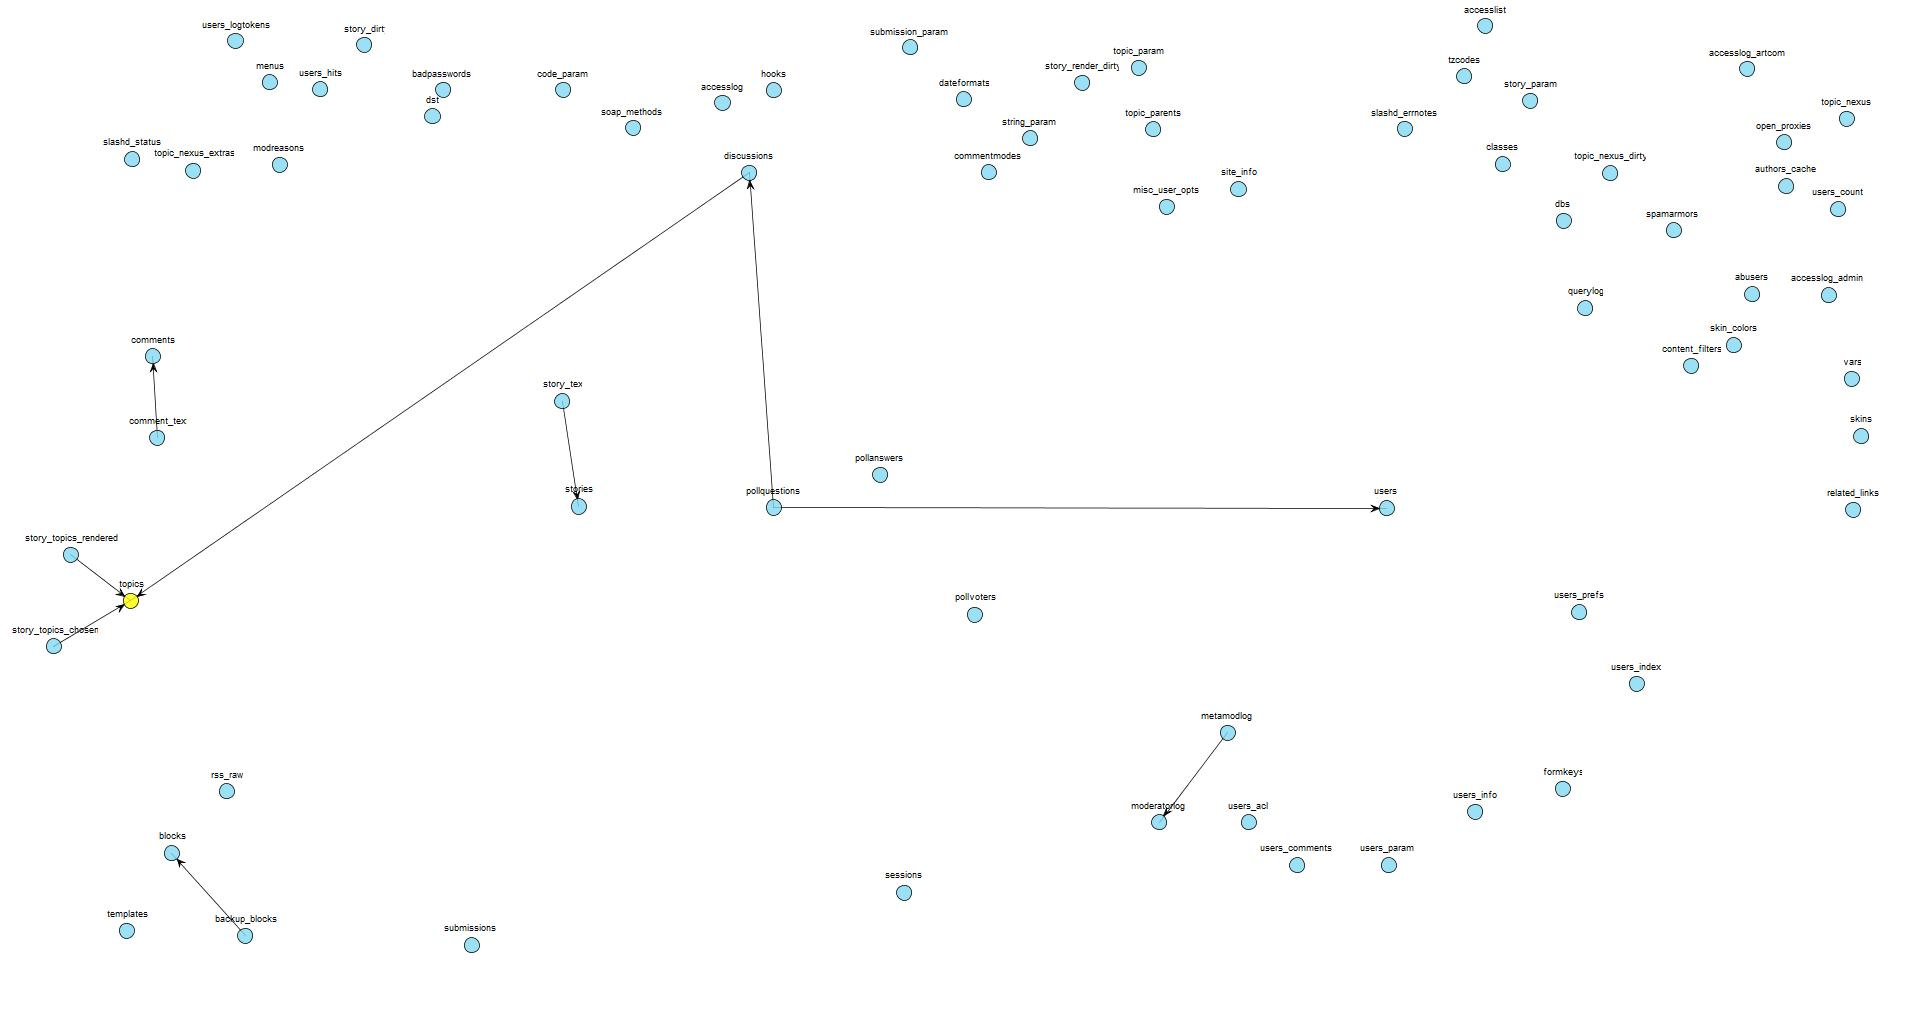 accesslist
users_logtokens
story_dirt
submission_param
topic_param
accesslog_artcom
tzcodes
menus
users_hits
badpasswords
code_param
hooks
story_render_dirty
accesslog
dateformats
story_param
dst
topic_nexus
soap_methods
topic_parents
slashd_errnotes
string_param
open_proxies
slashd_status
topic_nexus_extras
modreasons
discussions
commentmodes
classes
topic_nexus_dirty
site_info
authors_cache
misc_user_opts
users_count
dbs
spamarmors
abusers
accesslog_admin
querylog
skin_colors
comments
content_filters
vars
story_tex
comment_tex
skins
pollanswers
stories
pollquestions
users
related_links
story_topics_rendered
topics
pollvoters
users_prefs
story_topics_chosen
users_index
metamodlog
rss_raw
formkeys
moderatorlog
users_acl
users_info
blocks
users_comments
users_param
sessions
templates
backup_blocks
submissions